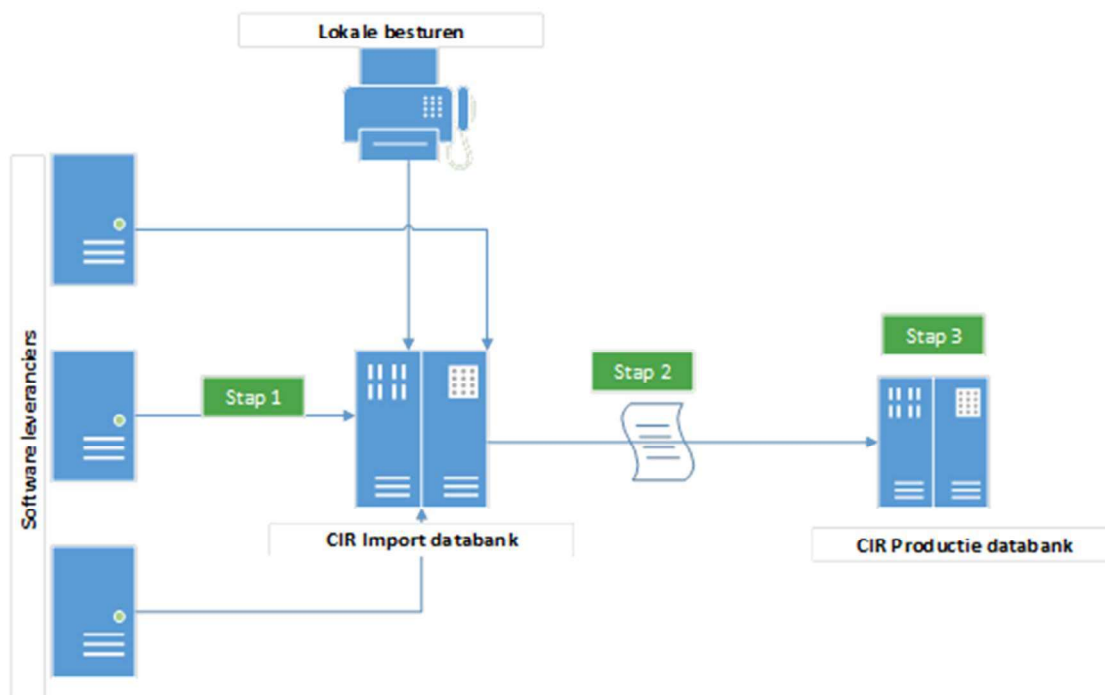 Lokale besturen
Software leveranciers
Stap 1
Stap 2
Stap 3
CIR Import databank
CIR Productie databank